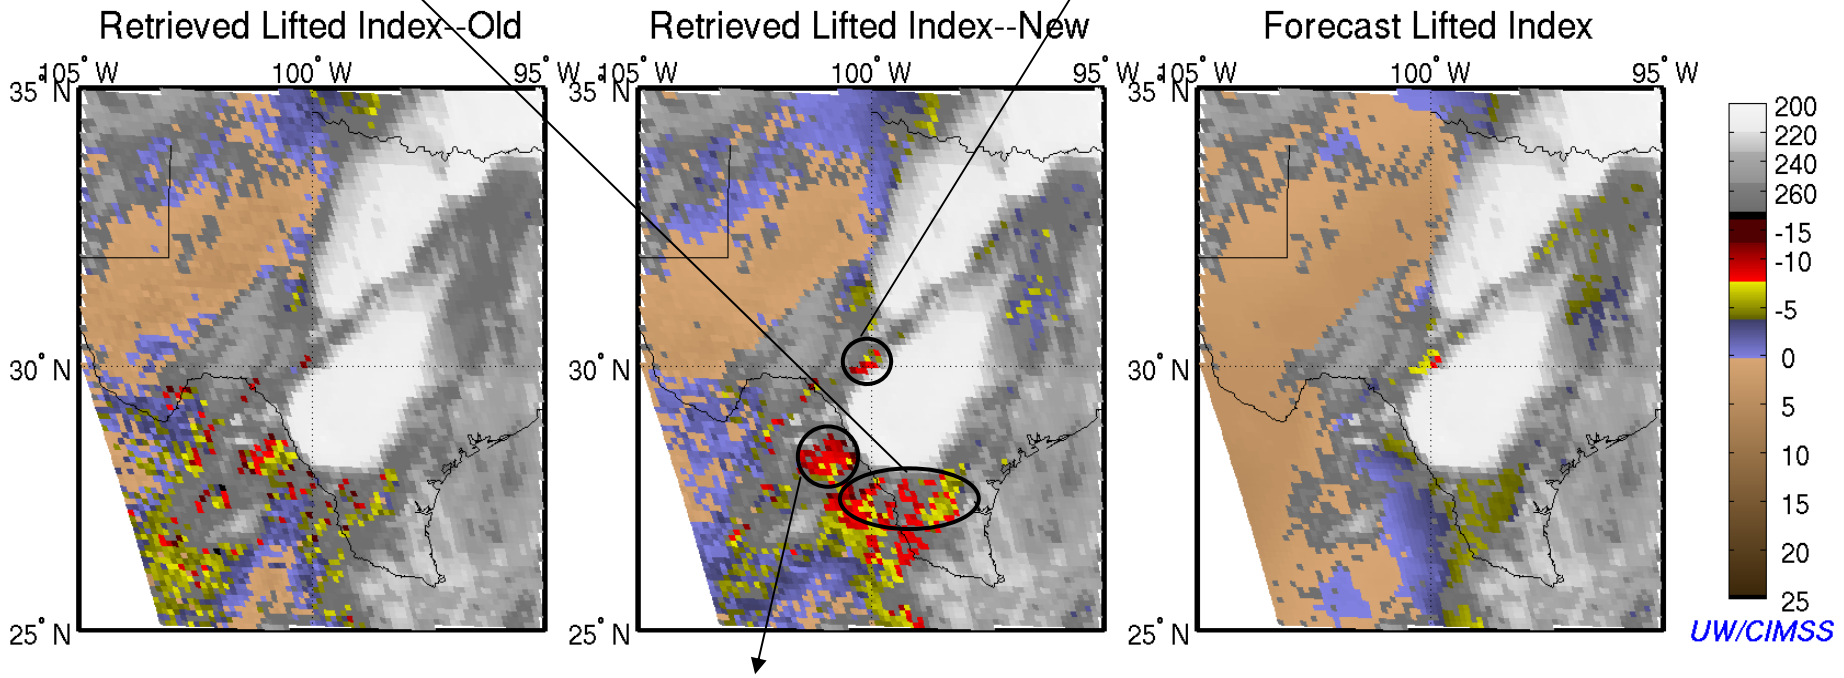 Retrieved Lifted Index--Old
Retrieved Lifted Index--New
Forecast Lifted Index
105° W
100° W
95° W
105° W
100° W
95° W
105° W
100° W
95° W
35° N
30° N
25° N
35° N
30° N
25° N
35° N
30° N
25° N
200
220
240
260
-15
-10
-5
0
5
10
15
20
25
UW/CIMSS